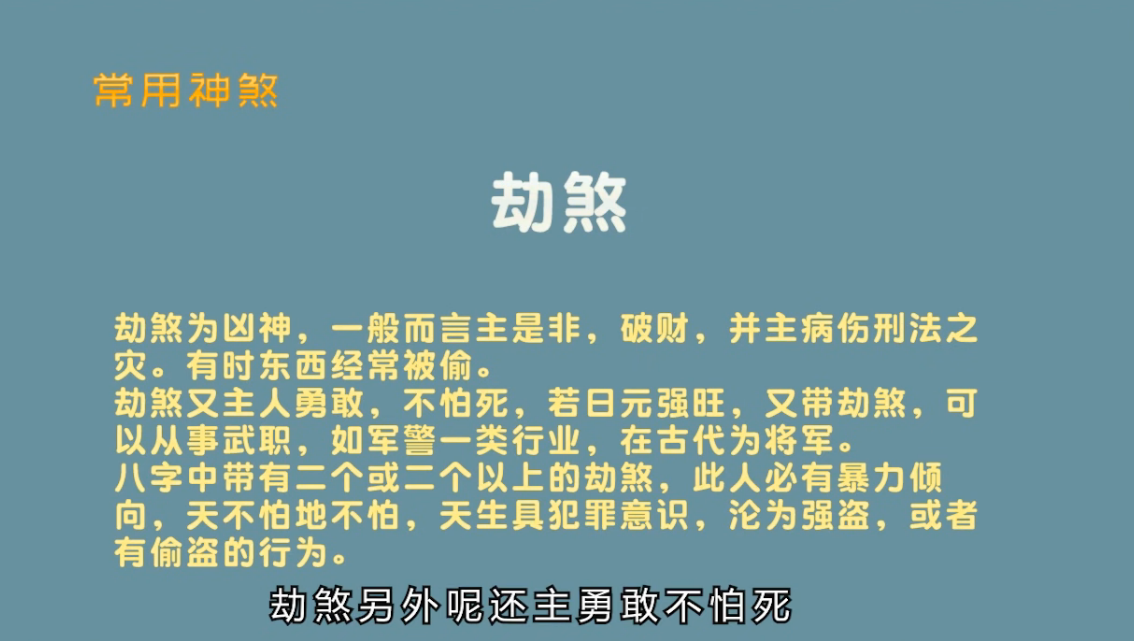 常用神煞
劫煞
劫煞为凶神，一般而言主是非，破财，并主病伤刑法之
灾。有时东西经常被偷。
劫煞又主人勇敢，不怕死，若日元强旺，又带劫煞，可
以从事武职，如军警一类行业，在古代为将军。
八字中带有二个或二个以上的劫煞，此人必有暴力倾
向，天不怕地不怕，天生具犯罪意识，沦为强盗，或者
有偷盗的行为。
劫煞另外呢还主勇敢不怕死